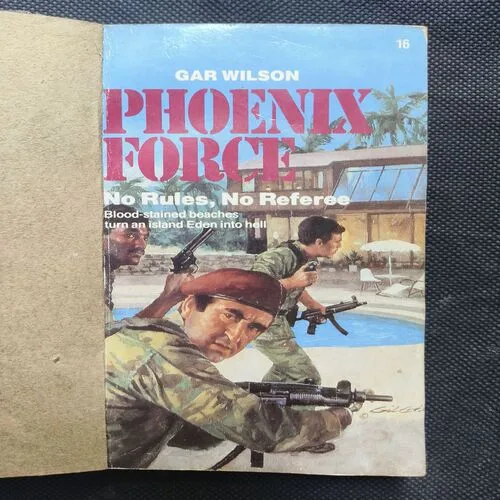 GAR WILSON
16
PHOENIX
FORCE
No Rules, No Referee
Blood-stained beaches
turn an island Eden into hell